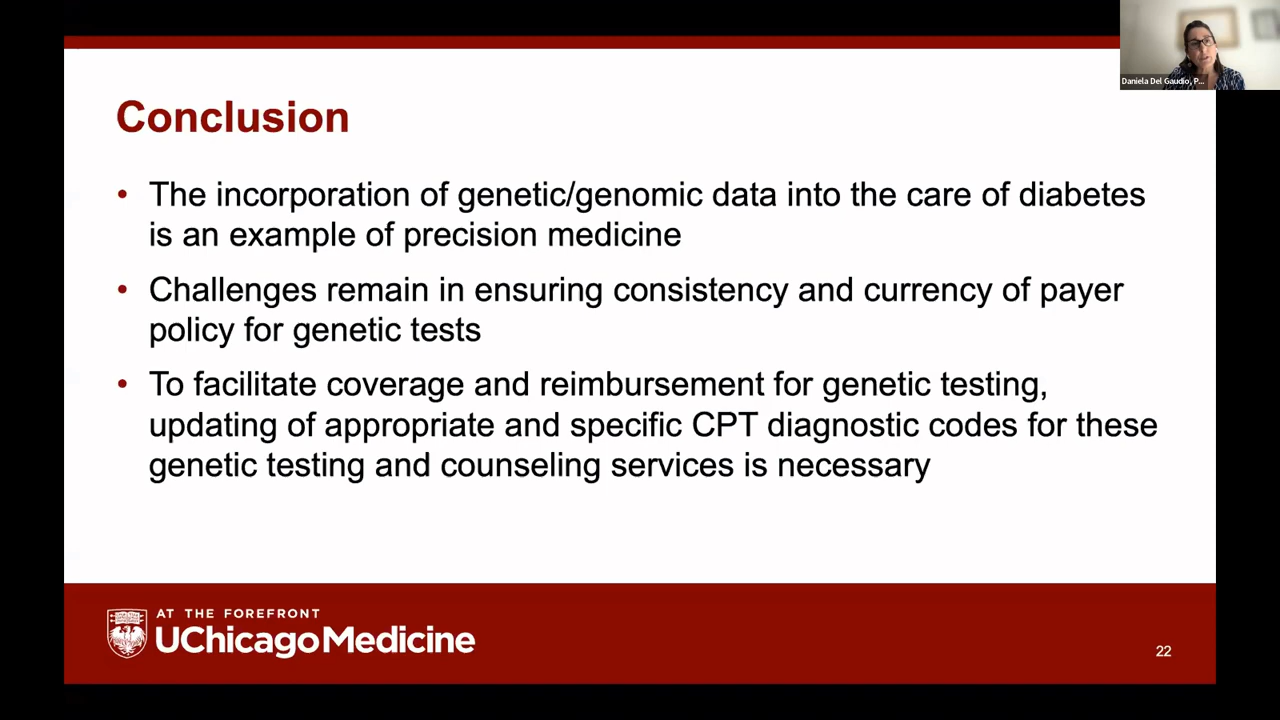 Daniela Del Gaudio, P...
Conclusion
• The incorporation of genetic/genomic data into the care of diabetes
is an example of precision medicine
• Challenges remain in ensuring consistency and currency of payer
policy for genetic tests
• To facilitate coverage and reimbursement for genetic testing,
updating of appropriate and specific CPT diagnostic codes for these
genetic testing and counseling services is necessary
AT THE FOREFRONT
UChicagoMedicine
22